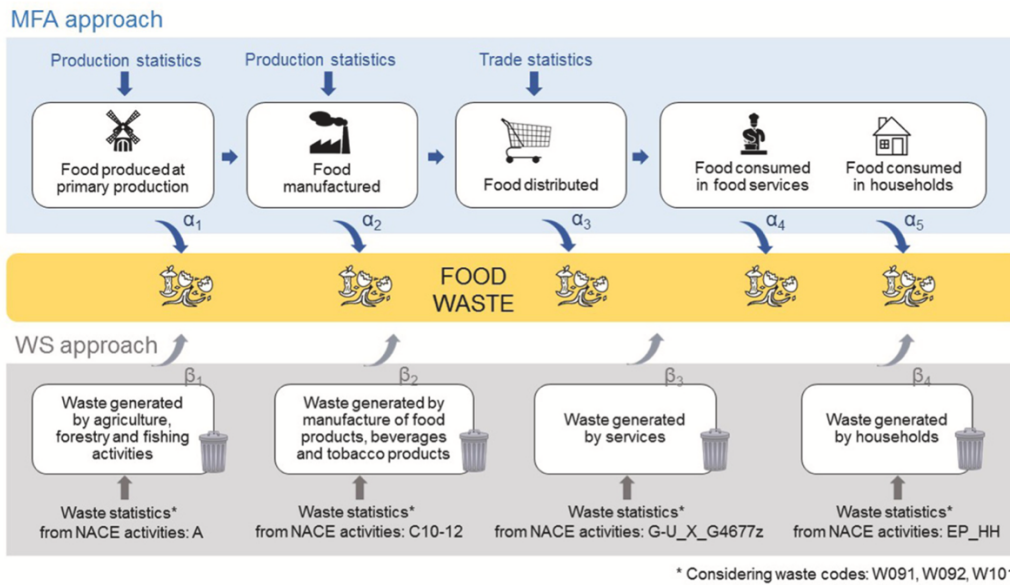 MFA approach
Production statistics
Production statistics
Trade statistics
Food produced at
primary production
Food
manufactured
Food distributed
Food consumed
in food services
Food consumed
in households
α1
α2
α3
α4
α5
FOOD
WASTE
WS approach
β1
β2
β3
β4
Waste generated
by agriculture,
forestry and fishing
activities
Waste generated by
manufacture of food
products, beverages
and tobacco products
Waste generated
by services
Waste generated
by households
Waste statistics*
from NACE activities: A
Waste statistics*
from NACE activities: C10-12
Waste statistics*
from NACE activities: G-U_X_G4677z
Waste statistics*
from NACE activities: EP_HH
* Considering waste codes: W091, W092, W101